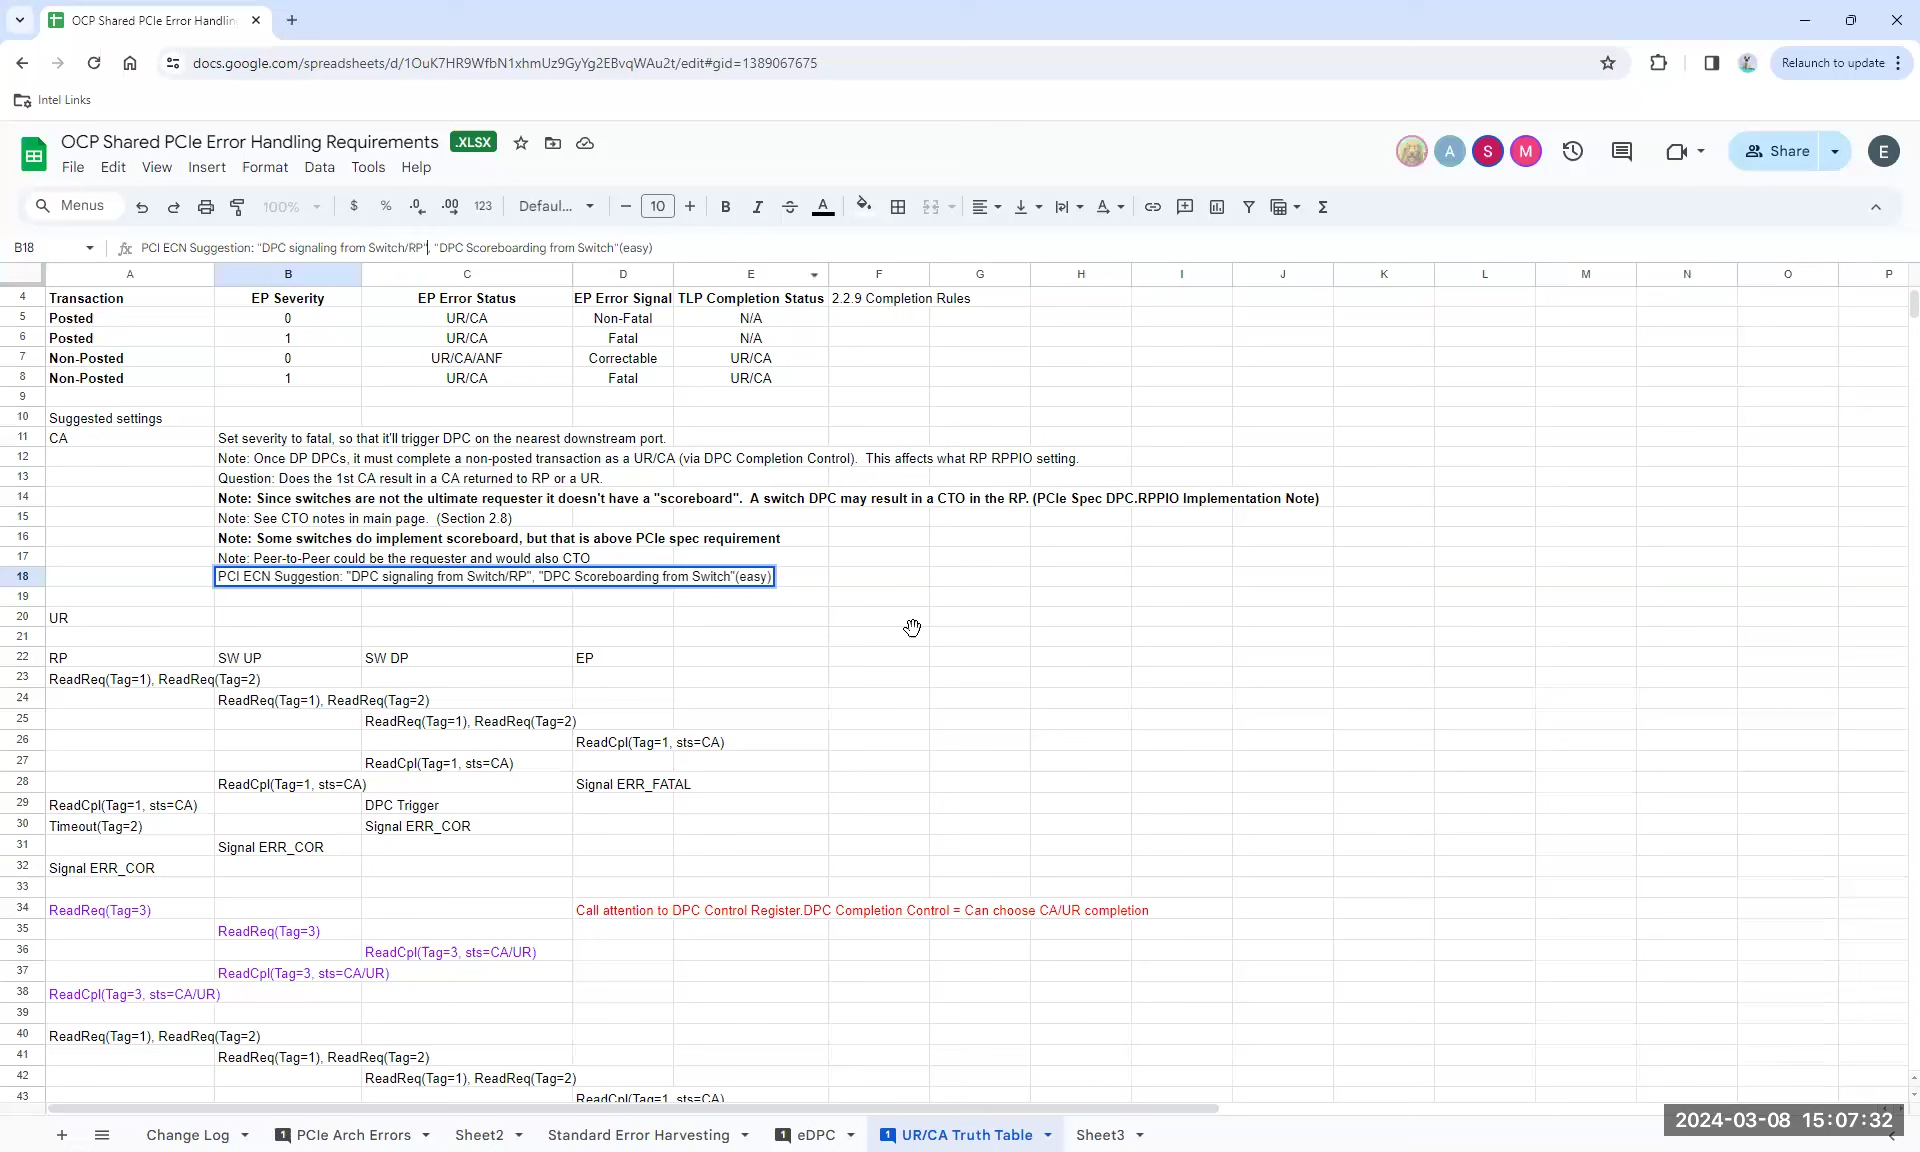 OCP Shared PCIe Error Handlin
docs.google.com/spreadsheets/d/1OuK7HR9WfbN1xhmUz9GyYg2EBvqWAu2t/edit#gid=1389067675
Relaunch to update
Intel Links
OCP Shared PCIe Error Handling Requirements .XLSX
File Edit View Insert Format Data Tools Help
A S M Share E
Menus 100% $ % .0 .00 123 Defaul... 10 B I A
B18 fx PCI ECN Suggestion: "DPC signaling from Switch/RP", "DPC Scoreboarding from Switch"(easy)
A B C D E F G H I J K L M N O P
4 Transaction EP Severity EP Error Status EP Error Signal TLP Completion Status 2.2.9 Completion Rules
5 Posted 0 UR/CA Non-Fatal N/A
6 Posted 1 UR/CA Fatal N/A
7 Non-Posted 0 UR/CA/ANF Correctable UR/CA
8 Non-Posted 1 UR/CA Fatal UR/CA
9
10 Suggested settings
11 CA Set severity to fatal, so that it'll trigger DPC on the nearest downstream port.
12 Note: Once DP DPCs, it must complete a non-posted transaction as a UR/CA (via DPC Completion Control). This affects what RP RPPIO setting.
13 Question: Does the 1st CA result in a CA returned to RP or a UR.
14 Note: Since switches are not the ultimate requester it doesn't have a "scoreboard". A switch DPC may result in a CTO in the RP. (PCIe Spec DPC.RPPIO Implementation Note)
15 Note: See CTO notes in main page. (Section 2.8)
16 Note: Some switches do implement scoreboard, but that is above PCIe spec requirement
17 Note: Peer-to-Peer could be the requester and would also CTO
18 PCI ECN Suggestion: "DPC signaling from Switch/RP", "DPC Scoreboarding from Switch"(easy)
19
20 UR
21
22 RP SW UP SW DP EP
23 ReadReq(Tag=1), ReadReq(Tag=2)
24 ReadReq(Tag=1), ReadReq(Tag=2)
25 ReadReq(Tag=1), ReadReq(Tag=2)
26 ReadCpl(Tag=1, sts=CA)
27 ReadCpl(Tag=1, sts=CA)
28 ReadCpl(Tag=1, sts=CA) Signal ERR_FATAL
29 ReadCpl(Tag=1, sts=CA) DPC Trigger
30 Timeout(Tag=2) Signal ERR_COR
31 Signal ERR_COR
32 Signal ERR_COR
33
34 ReadReq(Tag=3) Call attention to DPC Control Register.DPC Completion Control = Can choose CA/UR completion
35 ReadReq(Tag=3)
36 ReadCpl(Tag=3, sts=CA/UR)
37 ReadCpl(Tag=3, sts=CA/UR)
38 ReadCpl(Tag=3, sts=CA/UR)
39
40 ReadReq(Tag=1), ReadReq(Tag=2)
41 ReadReq(Tag=1), ReadReq(Tag=2)
42 ReadReq(Tag=1), ReadReq(Tag=2)
43 ReadCpl(Tag=1, sts=CA)
2024-03-08 15:07:32
Change Log 1 PCIe Arch Errors Sheet2 Standard Error Harvesting 1 eDPC 1 UR/CA Truth Table Sheet3